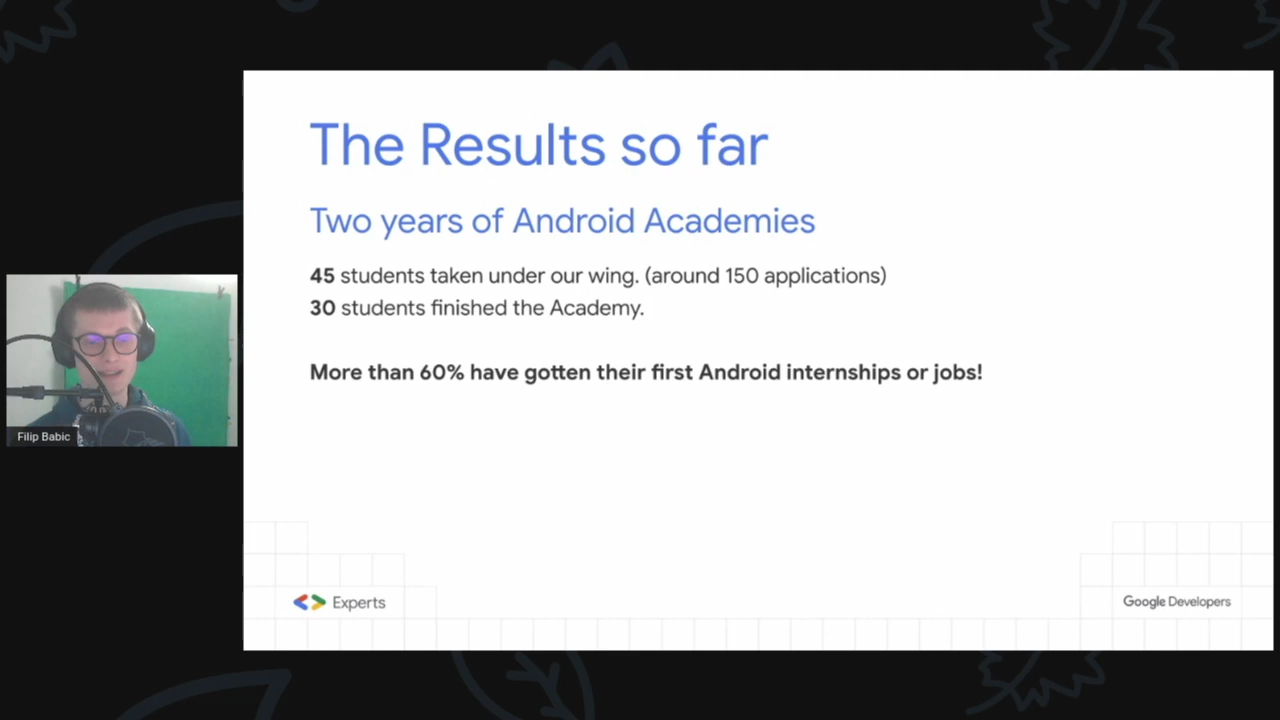 The Results so far
Two years of Android Academies
45 students taken under our wing. (around 150 applications)
30 students finished the Academy.
More than 60% have gotten their first Android internships or jobs!
Filip Babic
Experts
Google Developers